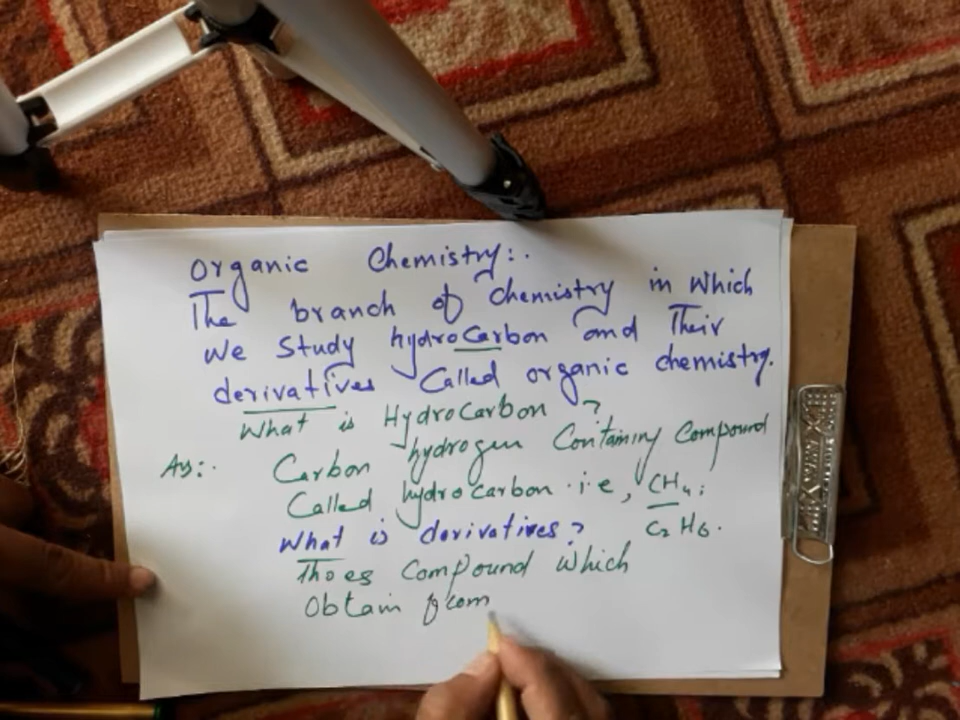 Organic Chemistry:.
The branch of chemistry in which
we study hydrocarbon and Their
derivatives Called organic chemistry.
What is HydroCarbon ?
As:. Carbon hydrogen Containing Compound
Called hydrocarbon i.e, CH4;
C2H6.
What is derivatives?
Thoes Compound which
Obtain from